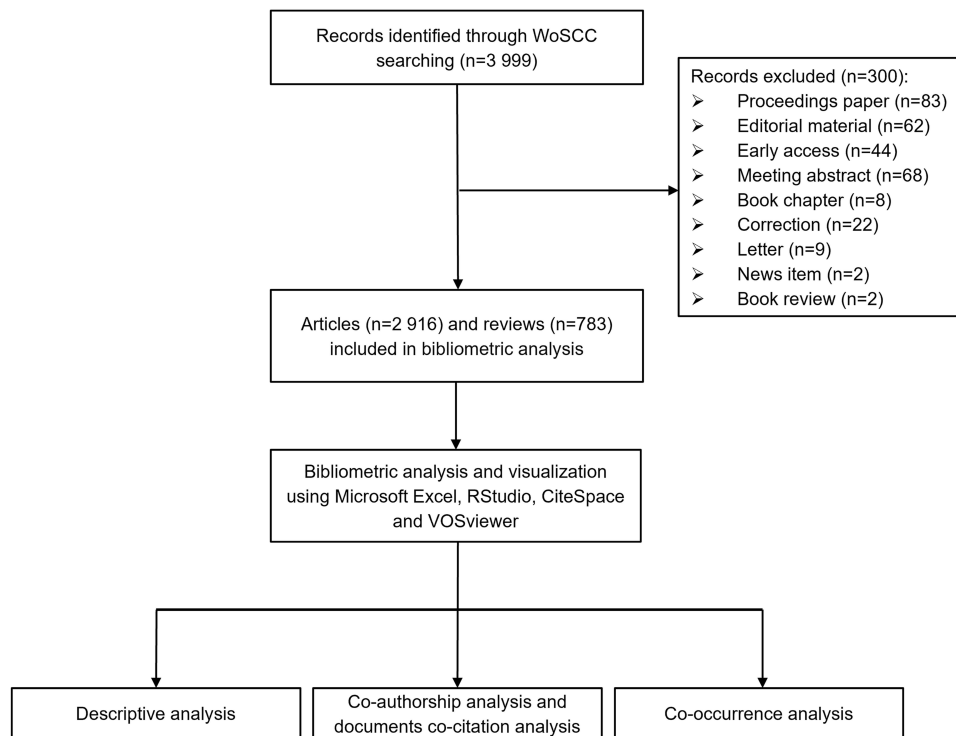 Records identified through WoSCC
searching (n=3 999)
Records excluded (n=300):
➢ Proceedings paper (n=83)
➢ Editorial material (n=62)
➢ Early access (n=44)
➢ Meeting abstract (n=68)
➢ Book chapter (n=8)
➢ Correction (n=22)
➢ Letter (n=9)
➢ News item (n=2)
➢ Book review (n=2)
Articles (n=2 916) and reviews (n=783)
included in bibliometric analysis
Bibliometric analysis and visualization
using Microsoft Excel, RStudio, CiteSpace
and VOSviewer
Descriptive analysis
Co-authorship analysis and
documents co-citation analysis
Co-occurrence analysis